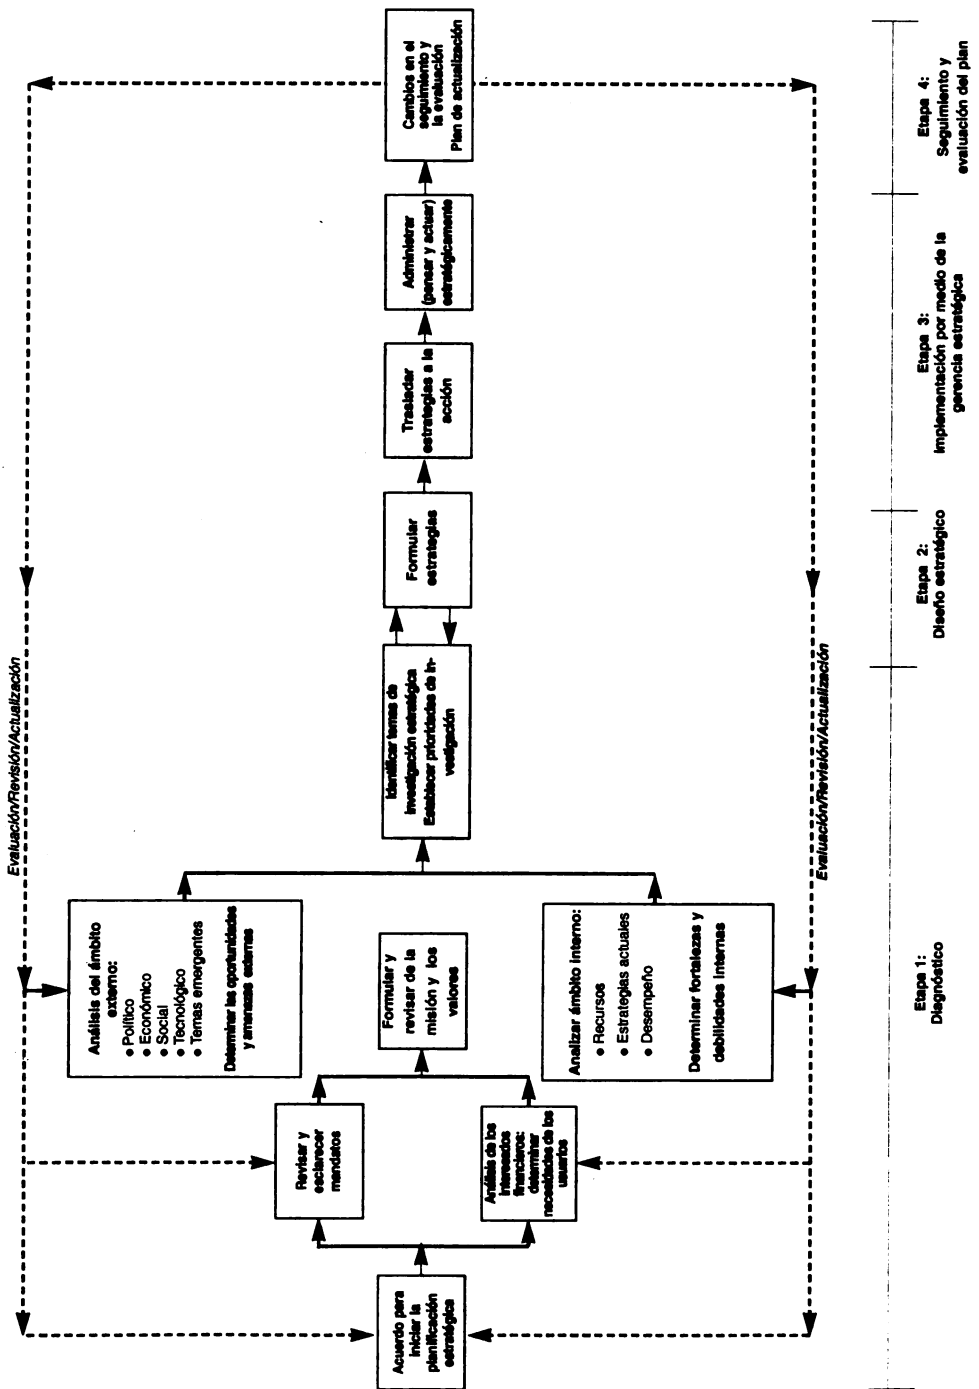 Evaluación/Revisión/Actualización
Acuerdo para
iniciar la
planificación
estratégica
Revisar y
esclarecer
mandatos
Análisis de los
interesados
financieros:
determinar
necesidades de los
usuarios
Formular y
revisar de la
misión y los
valores
Análisis del ámbito
externo:
● Político
● Económico
● Social
● Tecnológico
● Temas emergentes
Determinar las oportunidades
y amenazas externas
Analizar ámbito interno:
● Recursos
● Estrategias actuales
● Desempeño
Determinar fortalezas y
debilidades internas
Identificar temas de
investigación estratégica
Establecer prioridades de in-
vestigación
Formular
estrategias
Trasladar
estrategias a la
acción
Administrar
(pensar y actuar)
estratégicamente
Cambios en el
seguimiento y
la evaluación
Plan de actualización
Evaluación/Revisión/Actualización
Etapa 1:
Diagnóstico
Etapa 2:
Diseño estratégico
Etapa 3:
Implementación por medio de la
gerencia estratégica
Etapa 4:
Seguimiento y
evaluación del plan